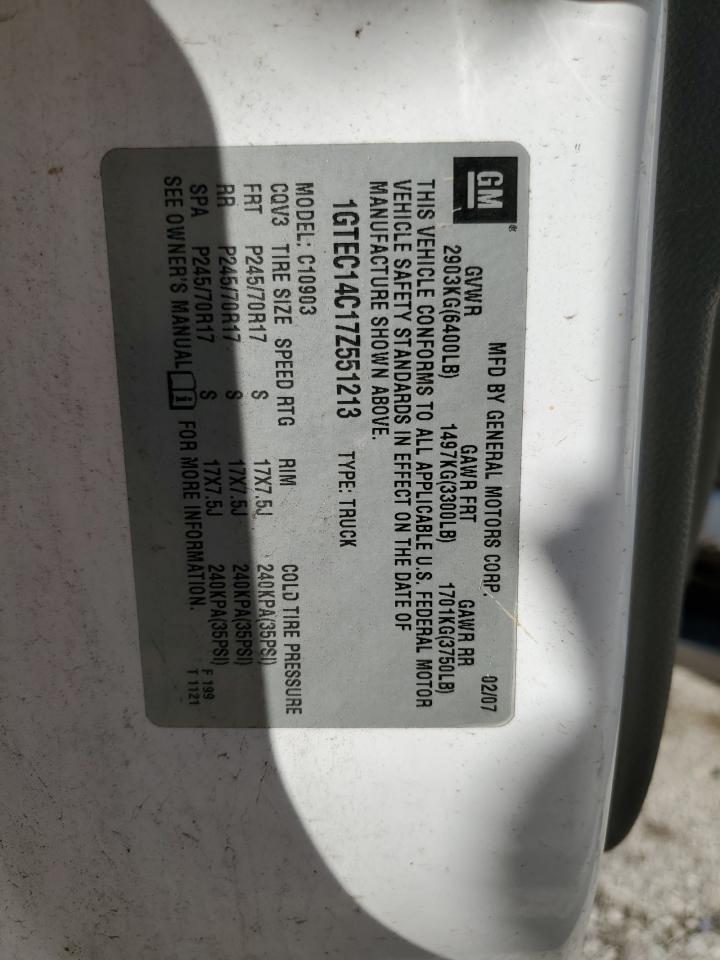 GM® MFD BY GENERAL MOTORS CORP. 02/07
GVWR GAWR FRT GAWR RR
2903KG(6400LB) 1497KG(3300LB) 1701KG(3750LB)
THIS VEHICLE CONFORMS TO ALL APPLICABLE U.S. FEDERAL MOTOR
VEHICLE SAFETY STANDARDS IN EFFECT ON THE DATE OF
MANUFACTURE SHOWN ABOVE.
1GTEC14C17Z551213 TYPE: TRUCK
MODEL: C10903
CQV3 TIRE SIZE SPEED RTG RIM COLD TIRE PRESSURE
FRT P245/70R17 S 17X7.5J 240KPA(35PSI)
RR P245/70R17 S 17X7.5J 240KPA(35PSI)
SPA P245/70R17 S 17X7.5J 240KPA(35PSI)
SEE OWNER'S MANUAL i FOR MORE INFORMATION.
F 199
T 1121